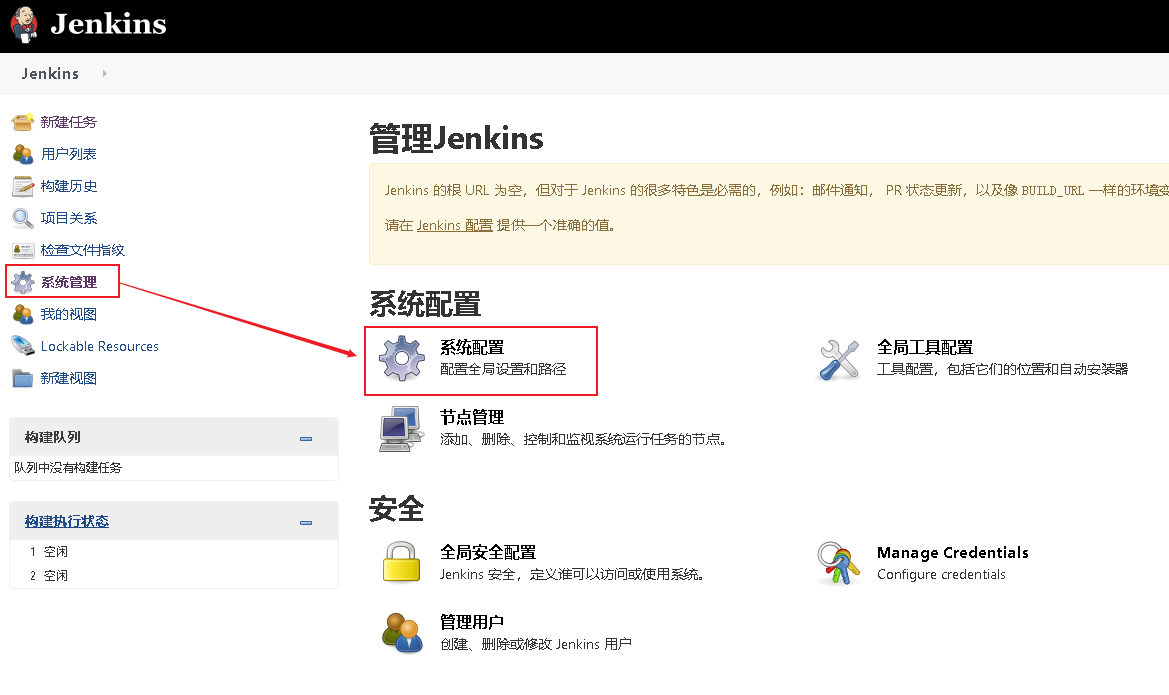 Jenkins
Jenkins
新建任务
用户列表
构建历史
项目关系
检查文件指纹
系统管理
我的视图
Lockable Resources
新建视图
构建队列
队列中没有构建任务
构建执行状态
1 空闲
2 空闲
管理Jenkins
Jenkins 的根 URL 为空，但对于 Jenkins 的很多特色是必需的，例如：邮件通知， PR 状态更新，以及像 BUILD_URL 一样的环境变
请在 Jenkins 配置 提供一个准确的值。
系统配置
系统配置
配置全局设置和路径
全局工具配置
工具配置，包括它们的位置和自动安装器
节点管理
添加、删除、控制和监视系统运行任务的节点。
安全
全局安全配置
Jenkins 安全，定义谁可以访问或使用系统。
Manage Credentials
Configure credentials
管理用户
创建、删除或修改 Jenkins 用户